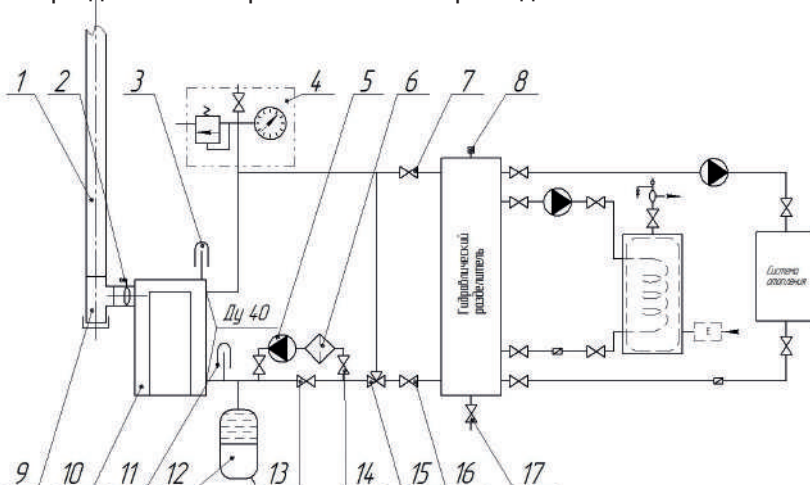 1 2 3 4 5 6 7 8
Гидравлический
разделитель
Система
отопления
Ду 40
E
9 10 11 12 13 14 15 16 17